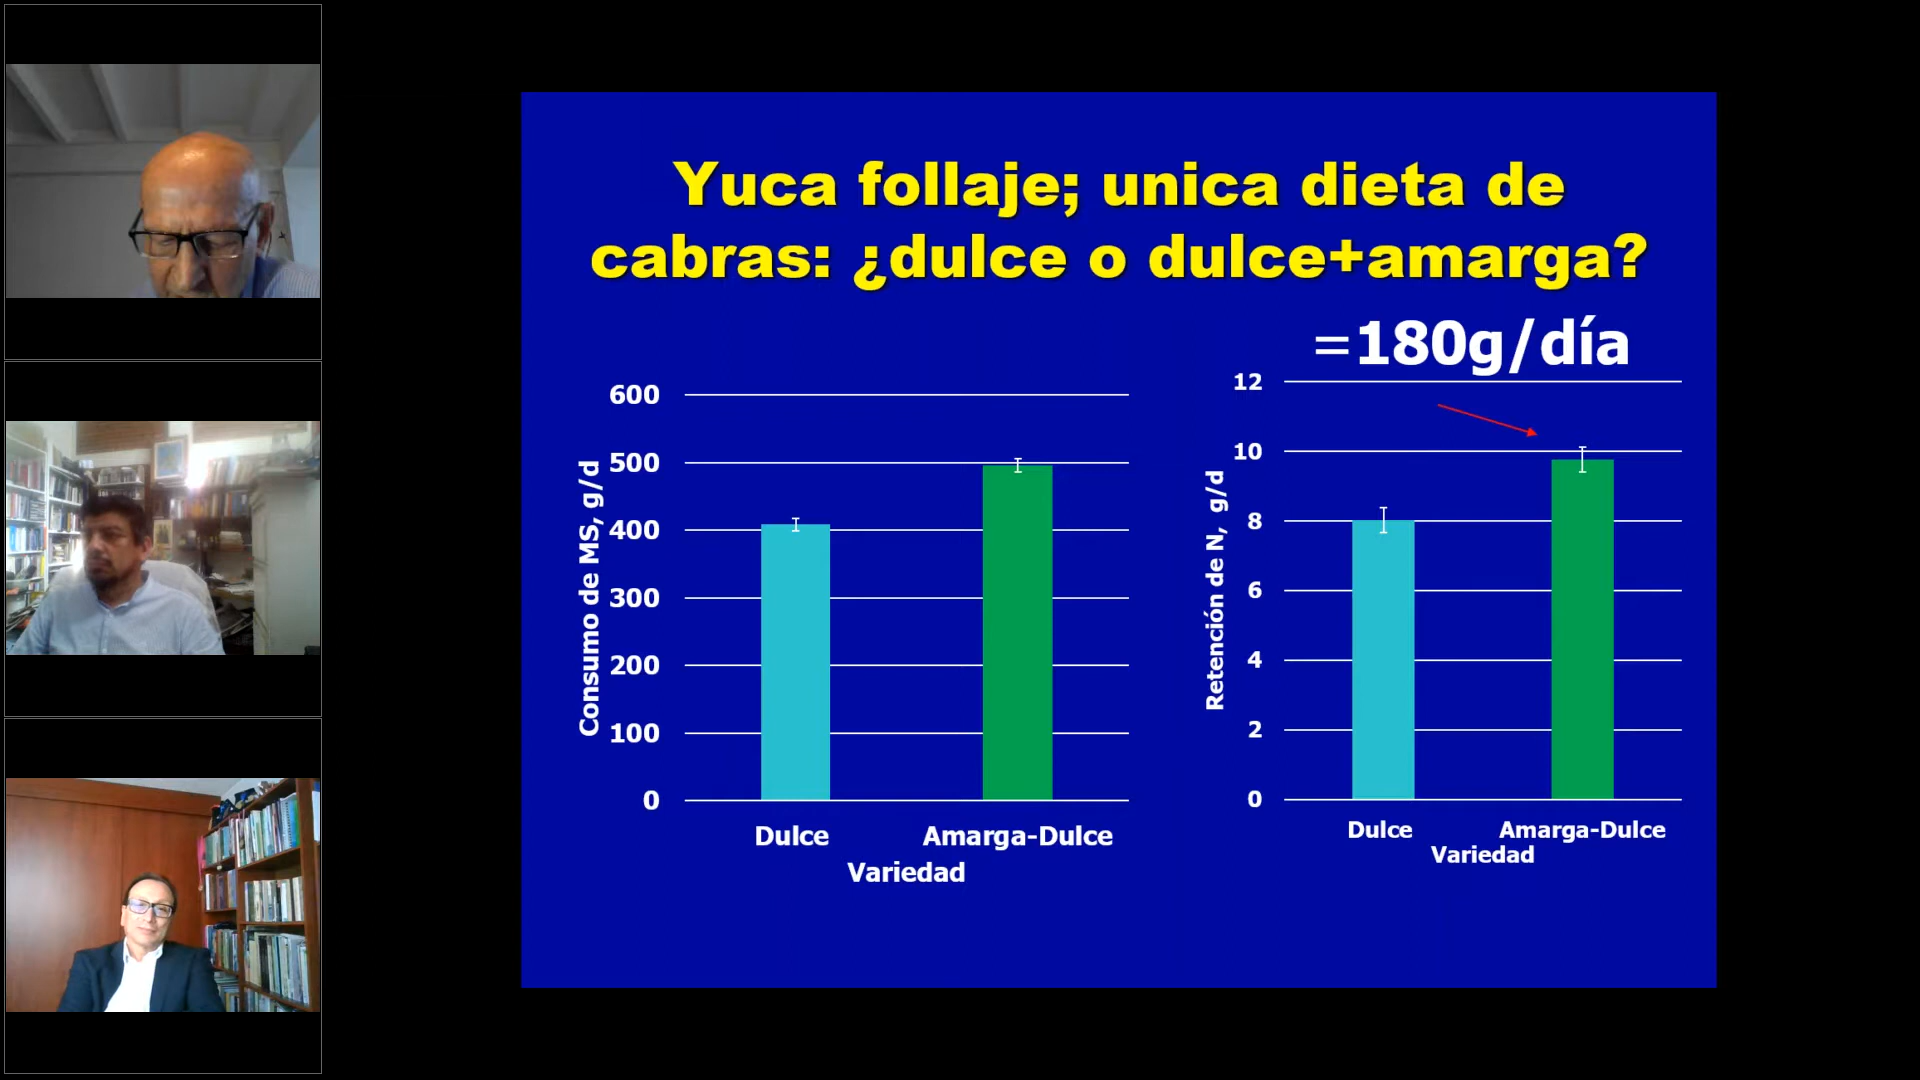 Yuca follaje; unica dieta de
cabras: ¿dulce o dulce+amarga?
=180g/día
Consumo de MS, g/d
600
500
400
300
200
100
0
Dulce
Amarga-Dulce
Variedad
Retención de N, g/d
12
10
8
6
4
2
0
Dulce
Amarga-Dulce
Variedad